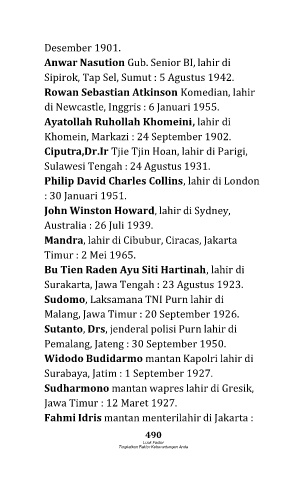 Desember 1901.
Anwar Nasution Gub. Senior BI, lahir di
Sipirok, Tap Sel, Sumut : 5 Agustus 1942.
Rowan Sebastian Atkinson Komedian, lahir
di Newcastle, Inggris : 6 Januari 1955.
Ayatollah Ruhollah Khomeini, lahir di
Khomein, Markazi : 24 September 1902.
Ciputra,Dr.Ir Tjie Tjin Hoan, lahir di Parigi,
Sulawesi Tengah : 24 Agustus 1931.
Philip David Charles Collins, lahir di London
: 30 Januari 1951.
John Winston Howard, lahir di Sydney,
Australia : 26 Juli 1939.
Mandra, lahir di Cibubur, Ciracas, Jakarta
Timur : 2 Mei 1965.
Bu Tien Raden Ayu Siti Hartinah, lahir di
Surakarta, Jawa Tengah : 23 Agustus 1923.
Sudomo, Laksamana TNI Purn lahir di
Malang, Jawa Timur : 20 September 1926.
Sutanto, Drs, jenderal polisi Purn lahir di
Pemalang, Jateng : 30 September 1950.
Widodo Budidarmo mantan Kapolri lahir di
Surabaya, Jatim : 1 September 1927.
Sudharmono mantan wapres lahir di Gresik,
Jawa Timur : 12 Maret 1927.
Fahmi Idris mantan menterilahir di Jakarta :
490
Tingkatkan Faktor Keberuntungan Anda